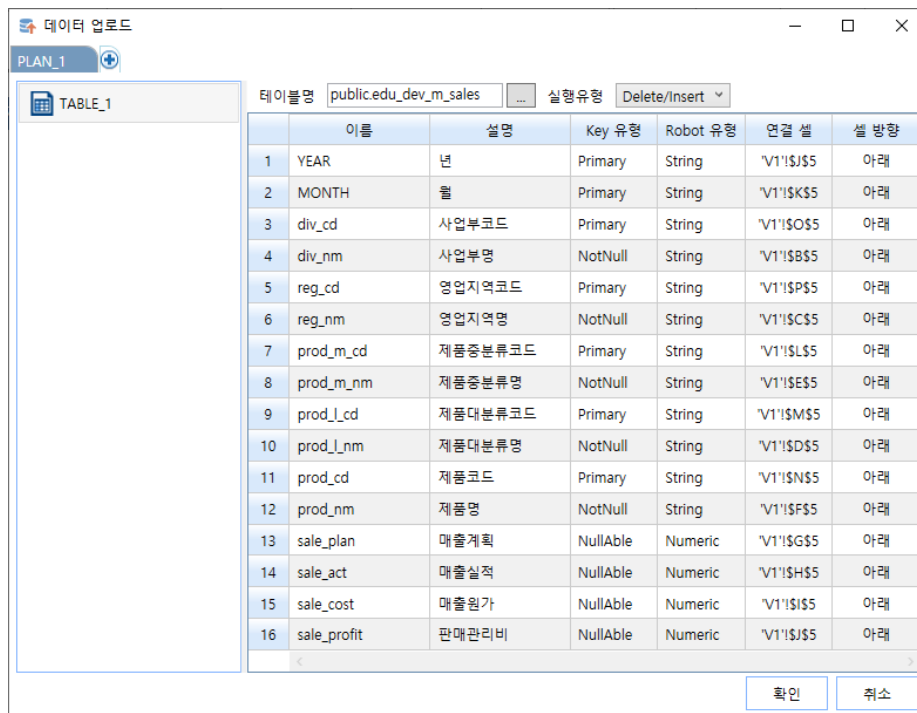 데이터 업로드
PLAN_1
TABLE_1
테이블명 public.edu_dev_m_sales ... 실행유형 Delete/Insert
이름 설명 Key 유형 Robot 유형 연결 셀 셀 방향
1 YEAR 년 Primary String 'V1'!$J$5 아래
2 MONTH 월 Primary String 'V1'!$K$5 아래
3 div_cd 사업부코드 Primary String 'V1'!$O$5 아래
4 div_nm 사업부명 NotNull String 'V1'!$B$5 아래
5 reg_cd 영업지역코드 Primary String 'V1'!$P$5 아래
6 reg_nm 영업지역명 NotNull String 'V1'!$C$5 아래
7 prod_m_cd 제품중분류코드 Primary String 'V1'!$L$5 아래
8 prod_m_nm 제품중분류명 NotNull String 'V1'!$E$5 아래
9 prod_l_cd 제품대분류코드 Primary String 'V1'!$M$5 아래
10 prod_l_nm 제품대분류명 NotNull String 'V1'!$D$5 아래
11 prod_cd 제품코드 Primary String 'V1'!$N$5 아래
12 prod_nm 제품명 NotNull String 'V1'!$F$5 아래
13 sale_plan 매출계획 NullAble Numeric 'V1'!$G$5 아래
14 sale_act 매출실적 NullAble Numeric 'V1'!$H$5 아래
15 sale_cost 매출원가 NullAble Numeric 'V1'!$I$5 아래
16 sale_profit 판매관리비 NullAble Numeric 'V1'!$J$5 아래
확인 취소